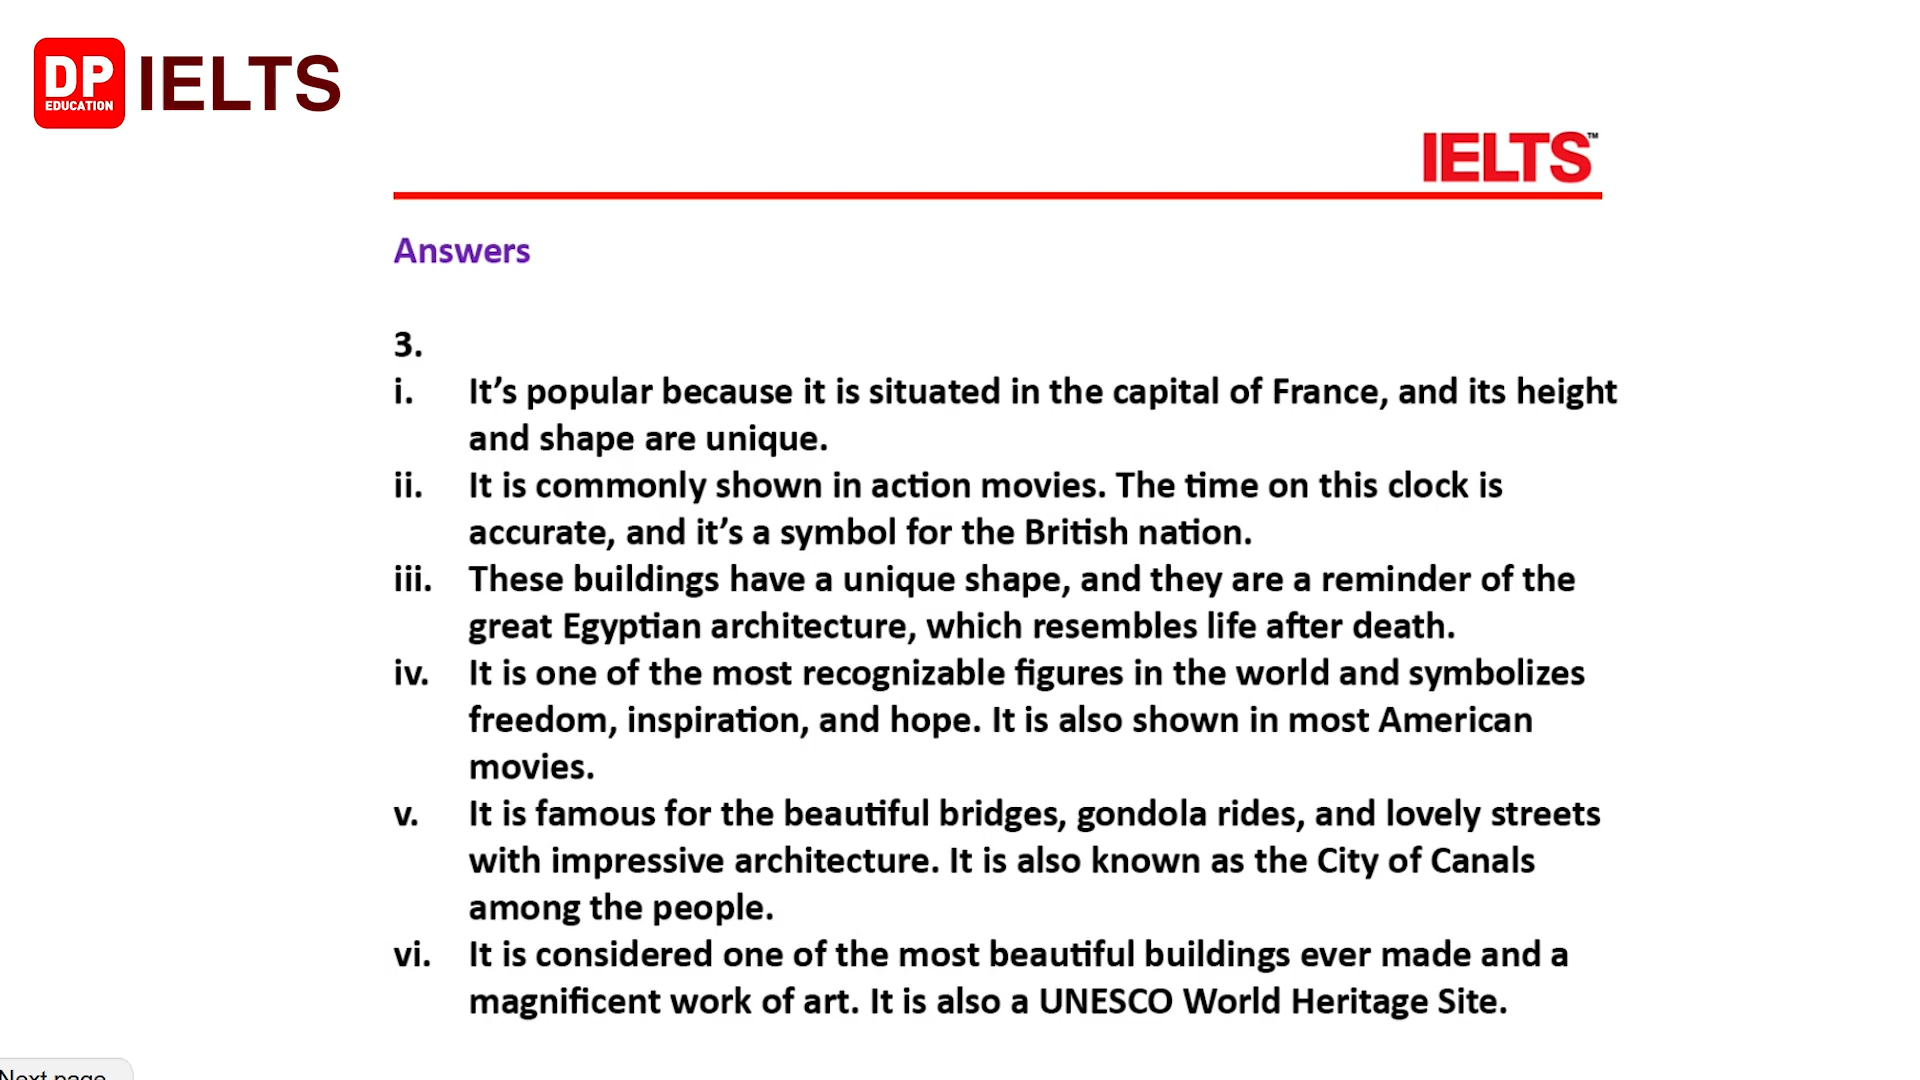 DP
EDUCATION
IELTS
IELTS™
Answers
3.
i. It’s popular because it is situated in the capital of France, and its height
and shape are unique.
ii. It is commonly shown in action movies. The time on this clock is
accurate, and it’s a symbol for the British nation.
iii. These buildings have a unique shape, and they are a reminder of the
great Egyptian architecture, which resembles life after death.
iv. It is one of the most recognizable figures in the world and symbolizes
freedom, inspiration, and hope. It is also shown in most American
movies.
v. It is famous for the beautiful bridges, gondola rides, and lovely streets
with impressive architecture. It is also known as the City of Canals
among the people.
vi. It is considered one of the most beautiful buildings ever made and a
magnificent work of art. It is also a UNESCO World Heritage Site.
Next page